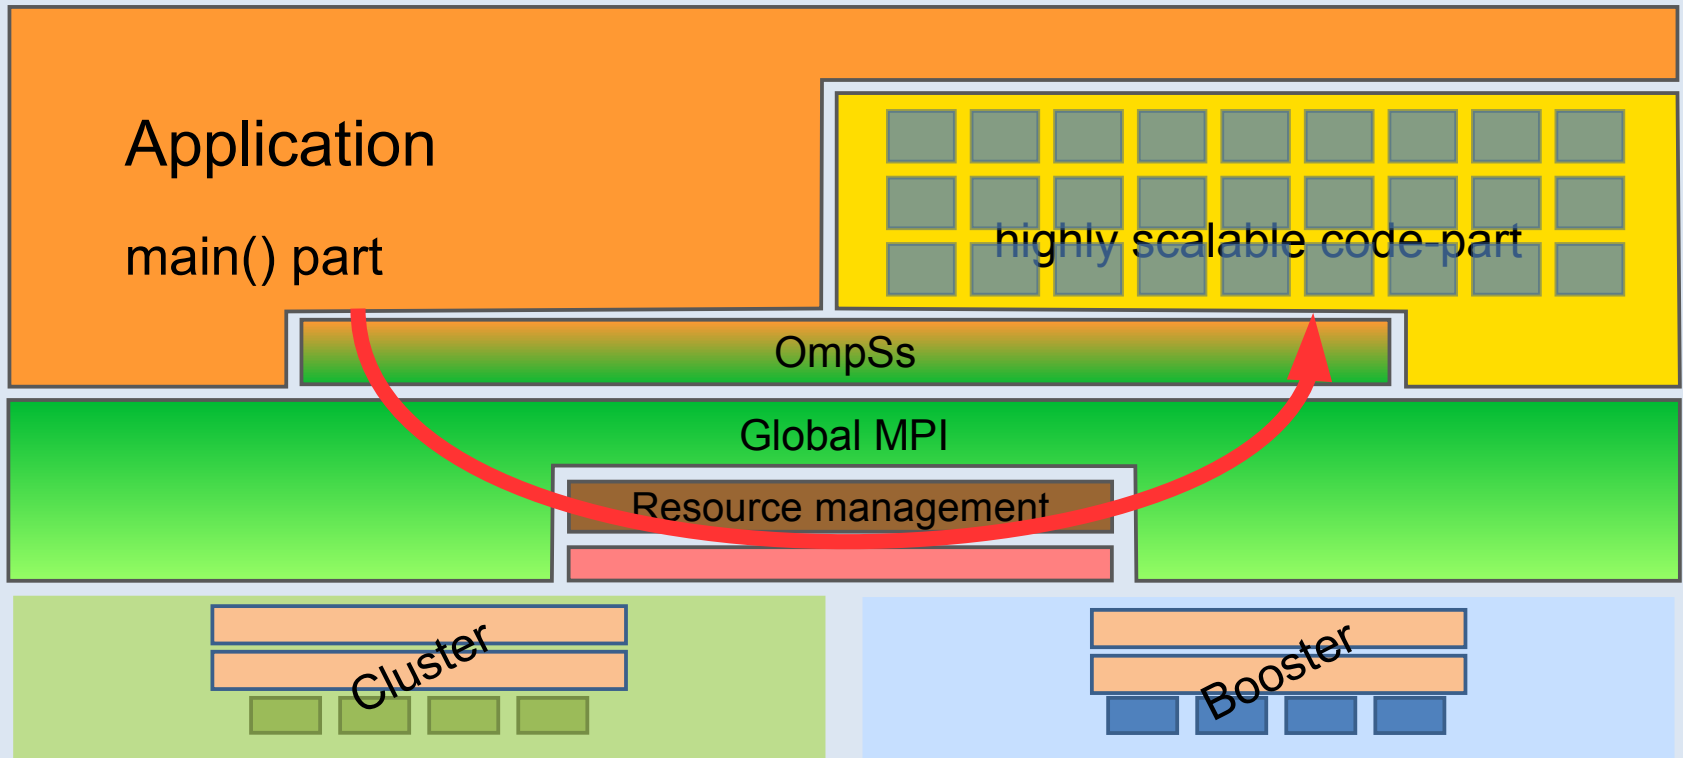 Application
main() part
highly scalable code-part
OmpSs
Global MPI
Resource management
Cluster
Booster